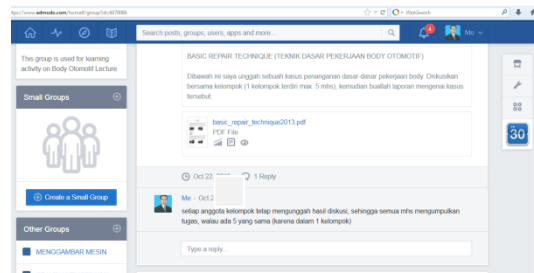 https://www.edmodo.com/home#/group?id=
WebSearch
Search posts, groups, users, apps and more...
Me
This group is used for learning
activity on Body Otomotif Lecture
Small Groups
Create a Small Group
Other Groups
MENGGAMBAR MESIN
BASIC REPAIR TECHNIQUE (TEKNIK DASAR PEKERJAAN BODY OTOMOTIF)
Dibawah ini saya unggah sebuah kasus penanganan dasar-dasar pekerjaan body. Diskusikan
bersama kelompok (1 kelompok terdiri max. 5 mhs), kemudian buatlah laporan mengenai kasus
tersebut.
basic_repair_technique2013.pdf
PDF File
Oct 22,
1 Reply
Me - Oct 2
setiap anggota kelompok tetap mengunggah hasil diskusi, sehingga semua mhs mengumpulkan
tugas, walau ada 5 yang sama (karena dalam 1 kelompok)
Type a reply...
30